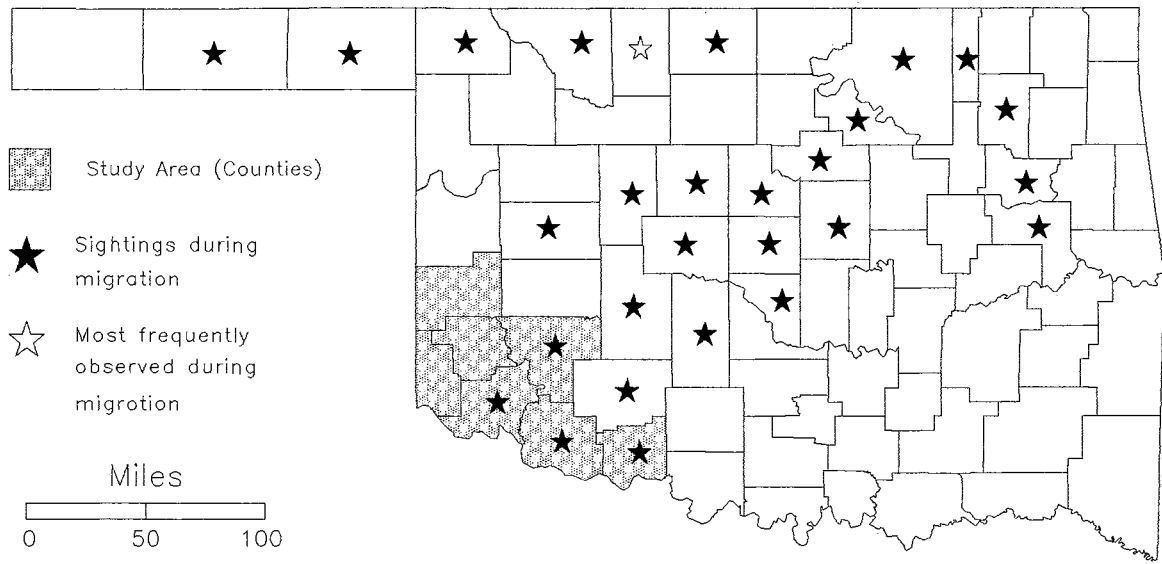 Study Area (Counties)
Sightings during
migration
Most frequently
observed during
migrotion
Miles
0 50 100